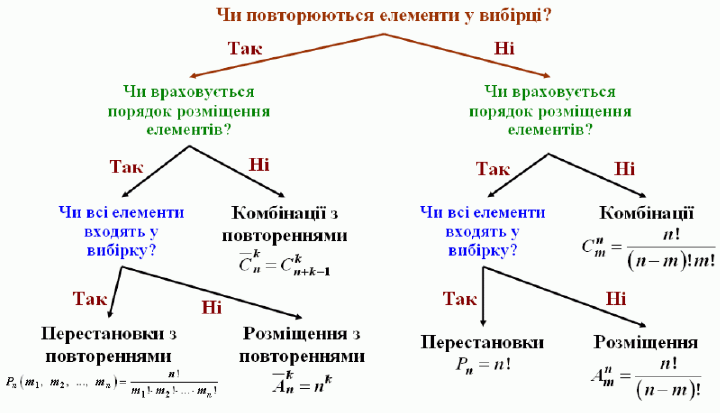 Чи повторюються елементи у вибірці?
Так
Ні
Чи враховується
порядок розміщення
елементів?
Чи враховується
порядок розміщення
елементів?
Так
Ні
Так
Ні
Чи всі елементи
входять у
вибірку?
Комбінації з
повтореннями
C̅ₙᵏ = Cᵏₙ₊ₖ₋₁
Чи всі елементи
входять у
вибірку?
Комбінації
Cₘⁿ = n! / ((n−m)!m!)
Так
Ні
Так
Ні
Перестановки з
повтореннями
Pₙ(m₁, m₂, ..., mₙ) = n! / (m₁!·m₂!·...·mₙ!)
Розміщення з
повтореннями
A̅ₙᵏ = nᵏ
Перестановки
Pₙ = n!
Розміщення
Aₘⁿ = n! / (n−m)!